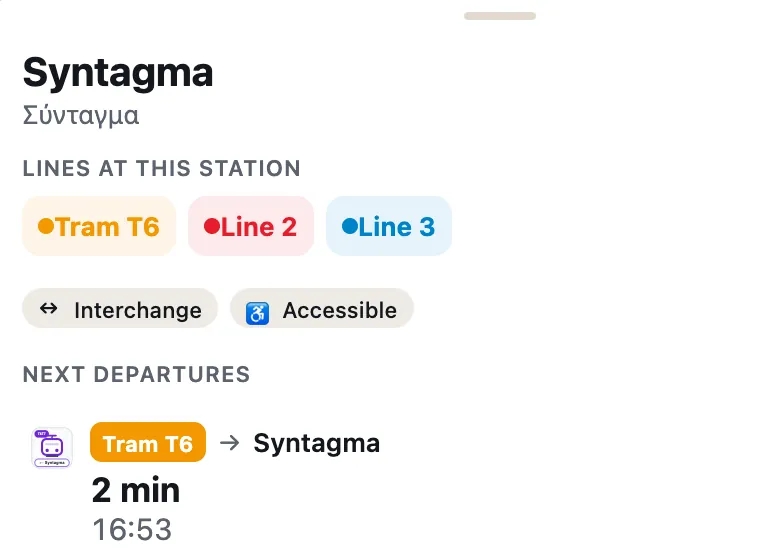 Syntagma
Σύνταγμα
LINES AT THIS STATION
Tram T6 Line 2 Line 3
↔ Interchange ♿ Accessible
NEXT DEPARTURES
Tram T6 → Syntagma
Syntagma
2 min
16:53